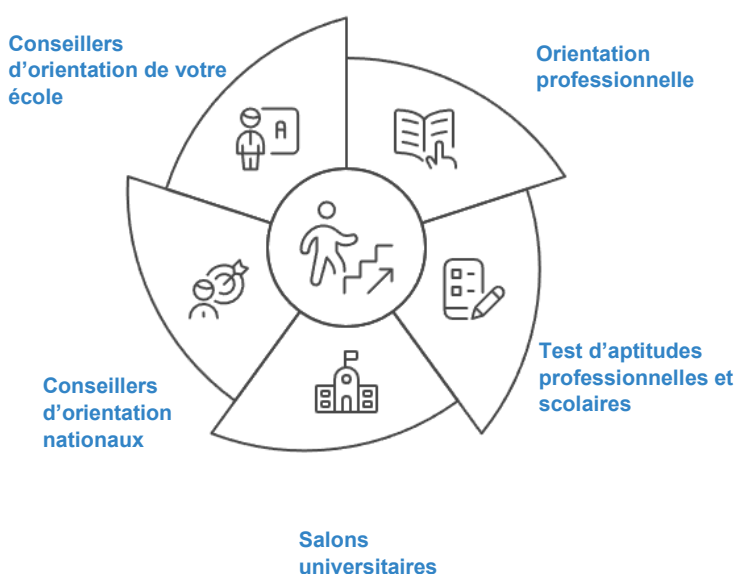 Conseillers
d’orientation de votre
école
Orientation
professionnelle
Test d’aptitudes
professionnelles et
scolaires
Conseillers
d’orientation
nationaux
Salons
universitaires